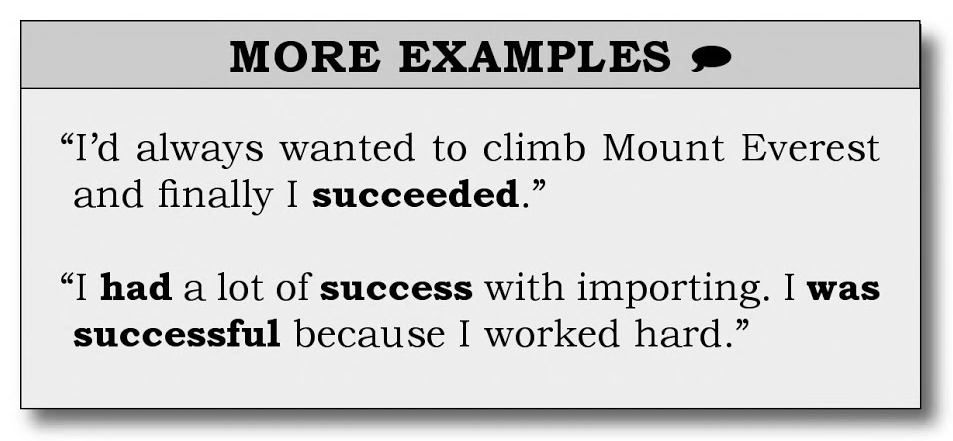 MORE EXAMPLES
“I’d always wanted to climb Mount Everest
and finally I succeeded.”
“I had a lot of success with importing. I was
successful because I worked hard.”